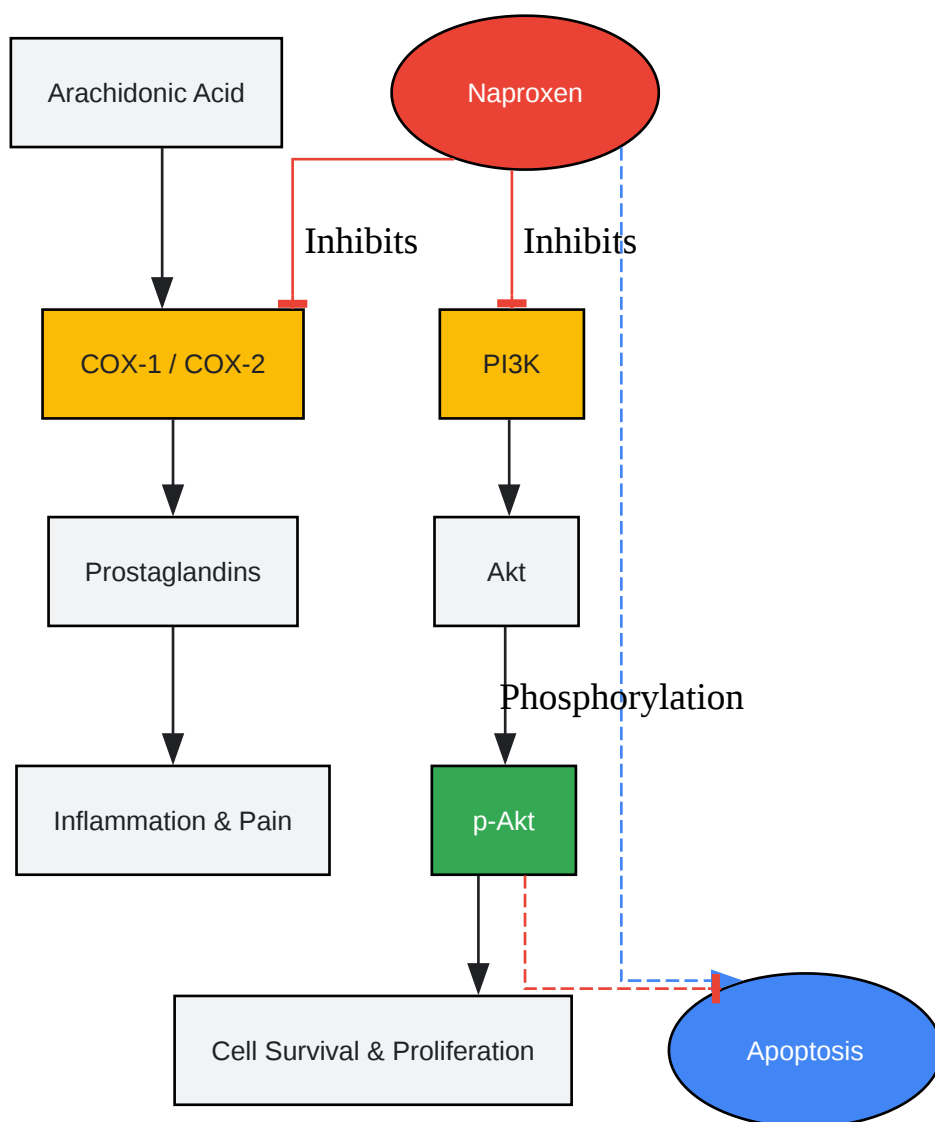 Arachidonic Acid
Naproxen
Inhibits
Inhibits
COX-1 / COX-2
PI3K
Prostaglandins
Akt
Phosphorylation
Inflammation & Pain
p-Akt
Cell Survival & Proliferation
Apoptosis